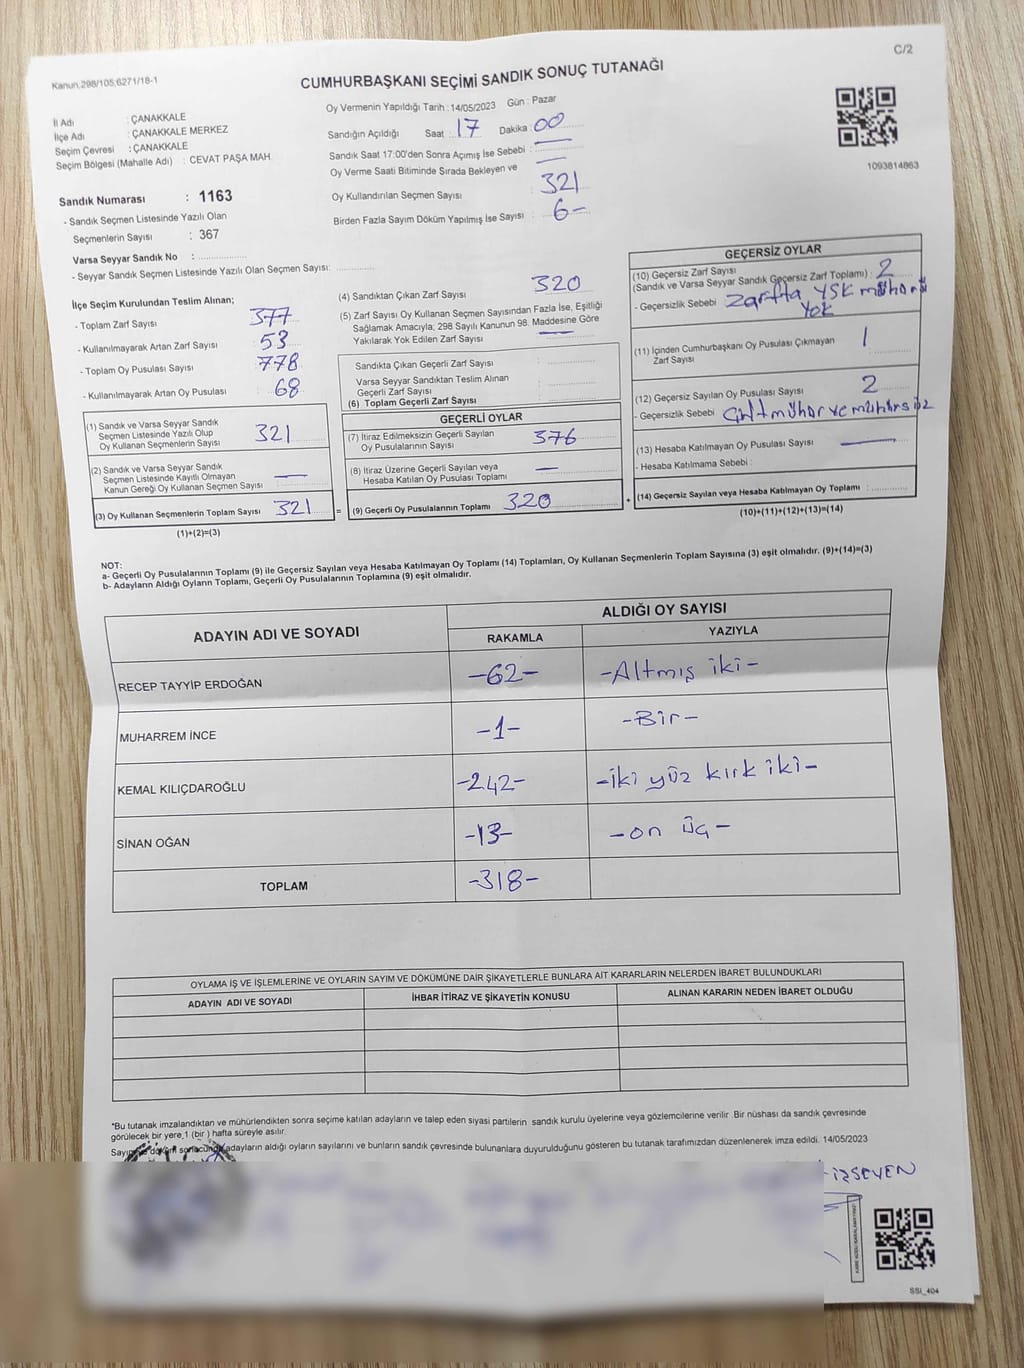 C/2
Kanun;298/105;6271/18-1
CUMHURBAŞKANI SEÇİMİ SANDIK SONUÇ TUTANAĞI
İl Adı : ÇANAKKALE
İlçe Adı : ÇANAKKALE MERKEZ
Seçim Çevresi : ÇANAKKALE
Seçim Bölgesi (Mahalle Adı) : CEVAT PAŞA MAH.
Oy Vermenin Yapıldığı Tarih : 14/05/2023 Gün : Pazar
Sandığın Açıldığı Saat : 17 Dakika : 00
Sandık Saat 17:00'den Sonra Açımış İse Sebebi : —
Oy Verme Saati Bitiminde Sırada Bekleyen ve —
Oy Kullandırılan Seçmen Sayısı 321
Birden Fazla Sayım Döküm Yapılmış İse Sayısı : 6-
1093814863
Sandık Numarası : 1163
- Sandık Seçmen Listesinde Yazılı Olan
Seçmenlerin Sayısı : 367
Varsa Seyyar Sandık No :
- Seyyar Sandık Seçmen Listesinde Yazılı Olan Seçmen Sayısı:
İlçe Seçim Kurulundan Teslim Alınan;
- Toplam Zarf Sayısı : 377
- Kullanılmayarak Artan Zarf Sayısı : 53
- Toplam Oy Pusulası Sayısı : 778
- Kullanılmayarak Artan Oy Pusulası : 68
(1) Sandık ve Varsa Seyyar Sandık
Seçmen Listesinde Yazılı Olup
Oy Kullanan Seçmenlerin Sayısı : 321
(2) Sandık ve Varsa Seyyar Sandık
Seçmen Listesinde Kayıtlı Olmayan
Kanun Gereği Oy Kullanan Seçmen Sayısı : —
(3) Oy Kullanan Seçmenlerin Toplam Sayısı : 321
(1)+(2)=(3)
(4) Sandıktan Çıkan Zarf Sayısı : 320
(5) Zarf Sayısı Oy Kullanan Seçmen Sayısından Fazla İse, Eşitliği
Sağlamak Amacıyla; 298 Sayılı Kanunun 98. Maddesine Göre
Yakılarak Yok Edilen Zarf Sayısı : —
Sandıkta Çıkan Geçerli Zarf Sayısı :
Varsa Seyyar Sandıktan Teslim Alınan
Geçerli Zarf Sayısı :
(6) Toplam Geçerli Zarf Sayısı :
GEÇERLİ OYLAR
(7) İtiraz Edilmeksizin Geçerli Sayılan
Oy Pusulalarının Sayısı : 376
(8) İtiraz Üzerine Geçerli Sayılan veya
Hesaba Katılan Oy Pusulası Toplamı : —
= (9) Geçerli Oy Pusulalarının Toplamı : 320
GEÇERSİZ OYLAR
(10) Geçersiz Zarf Sayısı
(Sandık ve Varsa Seyyar Sandık Geçersiz Zarf Toplamı) : 2
- Geçersizlik Sebebi : Zarfta YSK mührü
Yok
(11) İçinden Cumhurbaşkanı Oy Pusulası Çıkmayan
Zarf Sayısı : 1
(12) Geçersiz Sayılan Oy Pusulası Sayısı : 2
- Geçersizlik Sebebi : Çift mühür ve mühürsüz
(13) Hesaba Katılmayan Oy Pusulası Sayısı : —
- Hesaba Katılmama Sebebi :
+ (14) Geçersiz Sayılan veya Hesaba Katılmayan Oy Toplamı :
(10)+(11)+(12)+(13)=(14)
NOT:
a- Geçerli Oy Pusulalarının Toplamı (9) ile Geçersiz Sayılan veya Hesaba Katılmayan Oy Toplamı (14) Toplamları, Oy Kullanan Seçmenlerin Toplam Sayısına (3) eşit olmalıdır. (9)+(14)=(3)
b- Adayların Aldığı Oyların Toplamı, Geçerli Oy Pusulalarının Toplamına (9) eşit olmalıdır.
ADAYIN ADI VE SOYADI
ALDIĞI OY SAYISI
RAKAMLA YAZIYLA
RECEP TAYYİP ERDOĞAN -62- -Altmış iki-
MUHARREM İNCE -1- -Bir-
KEMAL KILIÇDAROĞLU -242- -iki yüz kırk iki-
SİNAN OĞAN -13- -on üç-
TOPLAM -318-
OYLAMA İŞ VE İŞLEMLERİNE VE OYLARIN SAYIM VE DÖKÜMÜNE DAİR ŞİKAYETLERLE BUNLARA AİT KARARLARIN NELERDEN İBARET BULUNDUKLARI
ADAYIN ADI VE SOYADI İHBAR İTİRAZ VE ŞİKAYETİN KONUSU ALINAN KARARIN NEDEN İBARET OLDUĞU
*Bu tutanak imzalandıktan ve mühürlendikten sonra seçime katılan adayların ve talep eden siyasi partilerin sandık kurulu üyelerine veya gözlemcilerine verilir .Bir nüshası da sandık çevresinde
görülecek bir yere 1 (bir ) hafta süreyle asılır.
Sayım ve döküm sonucunda adayların aldığı oyların sayılarını ve bunların sandık çevresinde bulunanlara duyurulduğunu gösteren bu tutanak tarafımızdan düzenlenerek imza edildi. 14/05/2023
SSI_404